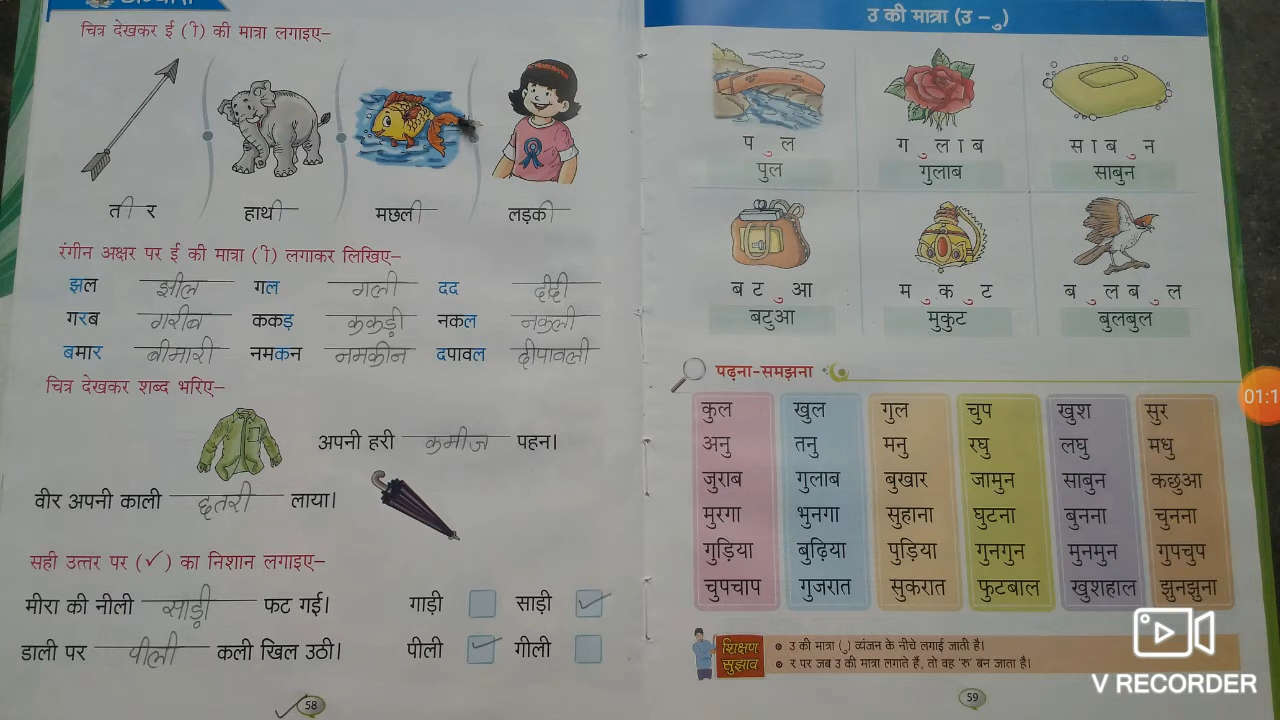 अभ्यास
चित्र देखकर ई (ी) की मात्रा लगाइए–
ती र हाथी मछली लड़की
रंगीन अक्षर पर ई की मात्रा (ी) लगाकर लिखिए–
झल झील गल गली दद दीदी
गरब गरीब ककड़ ककड़ी नकल नकली
बमार बीमारी नमकन नमकीन दपावल दीपावली
चित्र देखकर शब्द भरिए–
अपनी हरी कमीज पहन।
वीर अपनी काली छतरी लाया।
सही उत्तर पर (✓) का निशान लगाइए–
मीरा की नीली साड़ी फट गई। गाड़ी साड़ी ✓
डाली पर पीली कली खिल उठी। पीली ✓ गीली
58
उ की मात्रा (उ – ु)
प ु ल ग ु ल ा ब स ा ब ु न
पुल गुलाब साबुन
ब ट ु आ म ु क ु ट ब ु ल ब ु ल
बटुआ मुकुट बुलबुल
पढ़ना-समझना
कुल खुल गुल चुप खुश सुर
अनु तनु मनु रघु लघु मधु
जुराब गुलाब बुखार जामुन साबुन कछुआ
मुरगा भुनगा सुहाना घुटना बुनना चुनना
गुड़िया बुढ़िया पुड़िया गुनगुन मुनमुन गुपचुप
चुपचाप गुजरात सुकरात फुटबाल खुशहाल झुनझुना
शिक्षण सुझाव
उ की मात्रा (ु) व्यंजन के नीचे लगाई जाती है।
र पर जब उ की मात्रा लगाते हैं, तो वह 'रु' बन जाता है।
59
01:1
V RECORDER